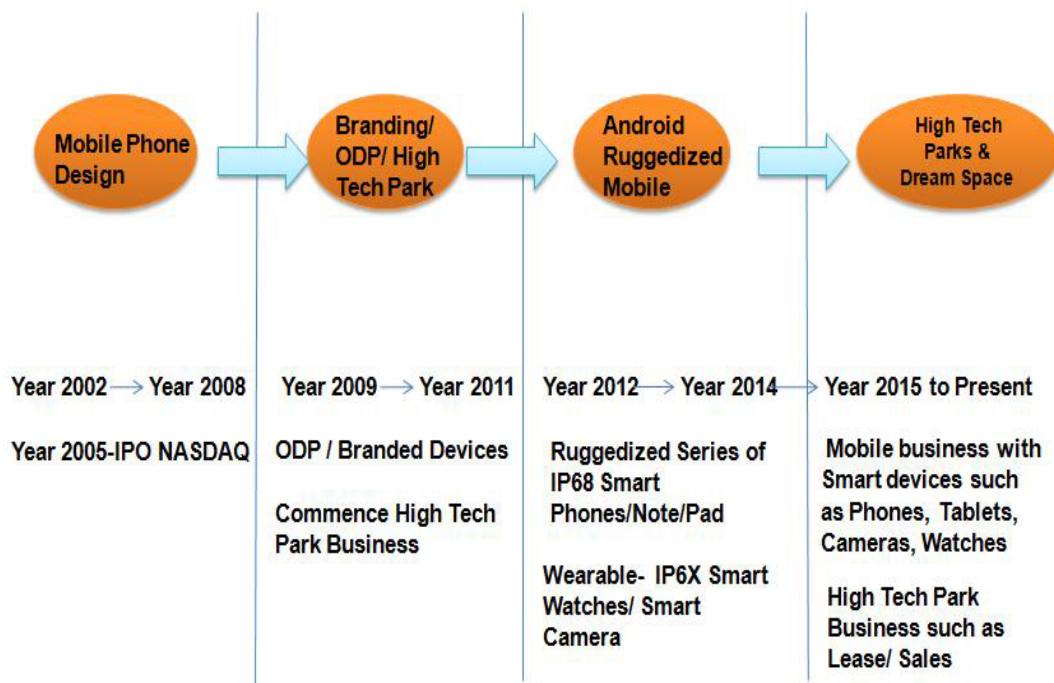 Mobile Phone
Design
Branding/
ODP/ High
Tech Park
Android
Ruggedized
Mobile
High Tech
Parks &
Dream Space
Year 2002 → Year 2008
Year 2005-IPO NASDAQ
Year 2009 → Year 2011
ODP / Branded Devices
Commence High Tech
Park Business
Year 2012 → Year 2014 →
Ruggedized Series of
IP68 Smart
Phones/Note/Pad
Wearable- IP6X Smart
Watches/ Smart
Camera
Year 2015 to Present
Mobile business with
Smart devices such
as Phones, Tablets,
Cameras, Watches
High Tech Park
Business such as
Lease/ Sales